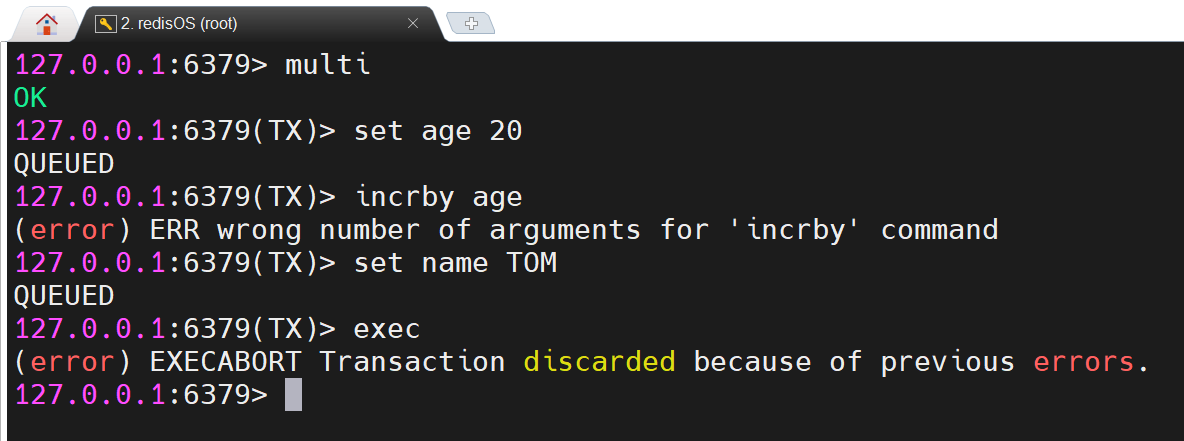 2. redisOS (root)
127.0.0.1:6379> multi
OK
127.0.0.1:6379(TX)> set age 20
QUEUED
127.0.0.1:6379(TX)> incrby age
(error) ERR wrong number of arguments for 'incrby' command
127.0.0.1:6379(TX)> set name TOM
QUEUED
127.0.0.1:6379(TX)> exec
(error) EXECABORT Transaction discarded because of previous errors.
127.0.0.1:6379>